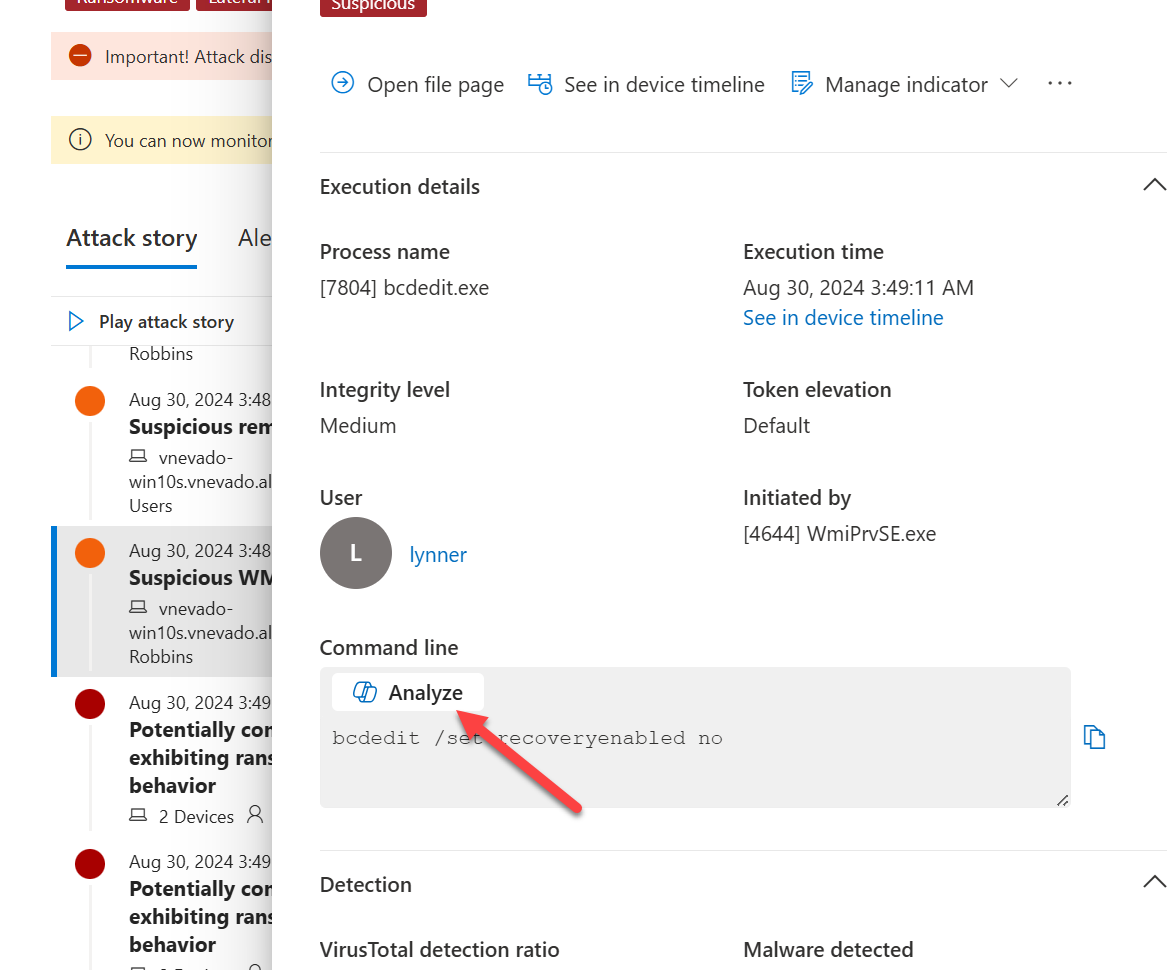 Ransomware
Lateral
Important! Attack dis
You can now monitor
Attack story
Ale
Play attack story
Robbins
Aug 30, 2024 3:48
Suspicious rem
vnevado-
win10s.vnevado.al
Users
Aug 30, 2024 3:48
Suspicious WM
vnevado-
win10s.vnevado.al
Robbins
Aug 30, 2024 3:49
Potentially con
exhibiting rans
behavior
2 Devices
Aug 30, 2024 3:49
Potentially con
exhibiting rans
behavior
Suspicious
Open file page
See in device timeline
Manage indicator
Execution details
Process name
[7804] bcdedit.exe
Execution time
Aug 30, 2024 3:49:11 AM
See in device timeline
Integrity level
Medium
Token elevation
Default
User
L
lynner
Initiated by
[4644] WmiPrvSE.exe
Command line
Analyze
bcdedit /set recoveryenabled no
Detection
VirusTotal detection ratio
Malware detected